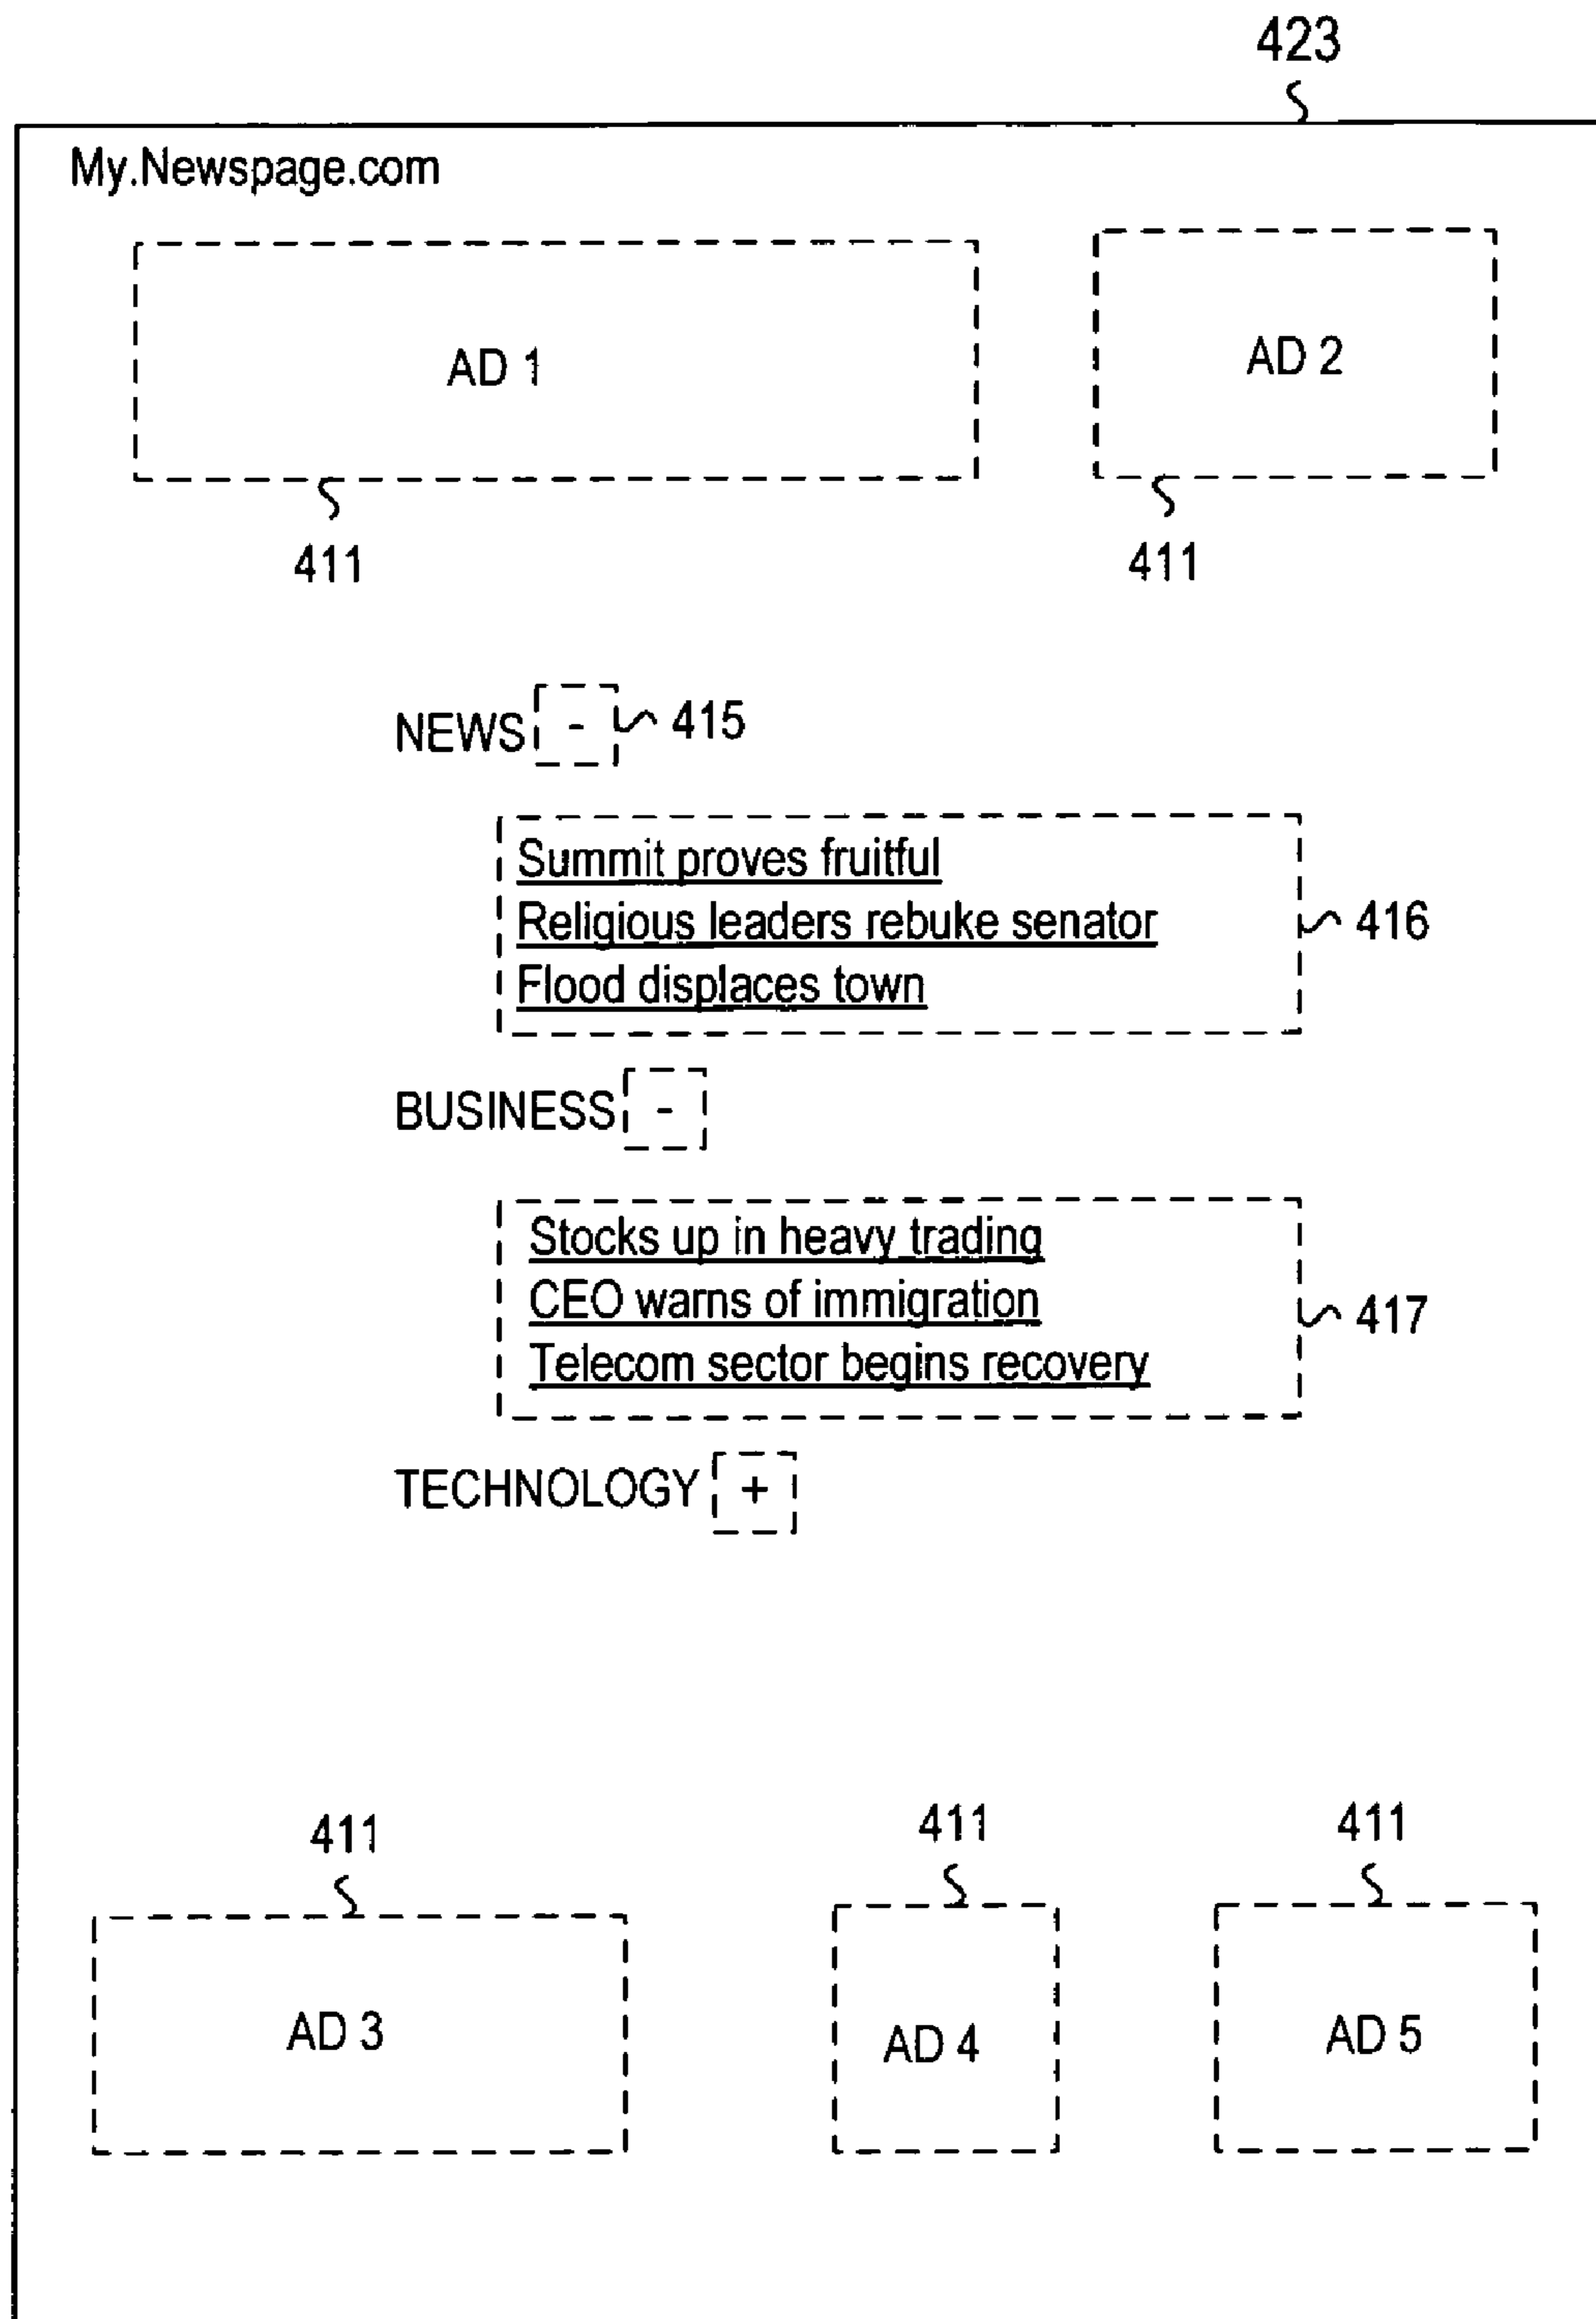 423
My.Newspage.com
AD 1
AD 2
411
411
NEWS - 415
Summit proves fruitful
Religious leaders rebuke senator
Flood displaces town
416
BUSINESS -
Stocks up in heavy trading
CEO warns of immigration
Telecom sector begins recovery
417
TECHNOLOGY +
411
411
411
AD 3
AD 4
AD 5